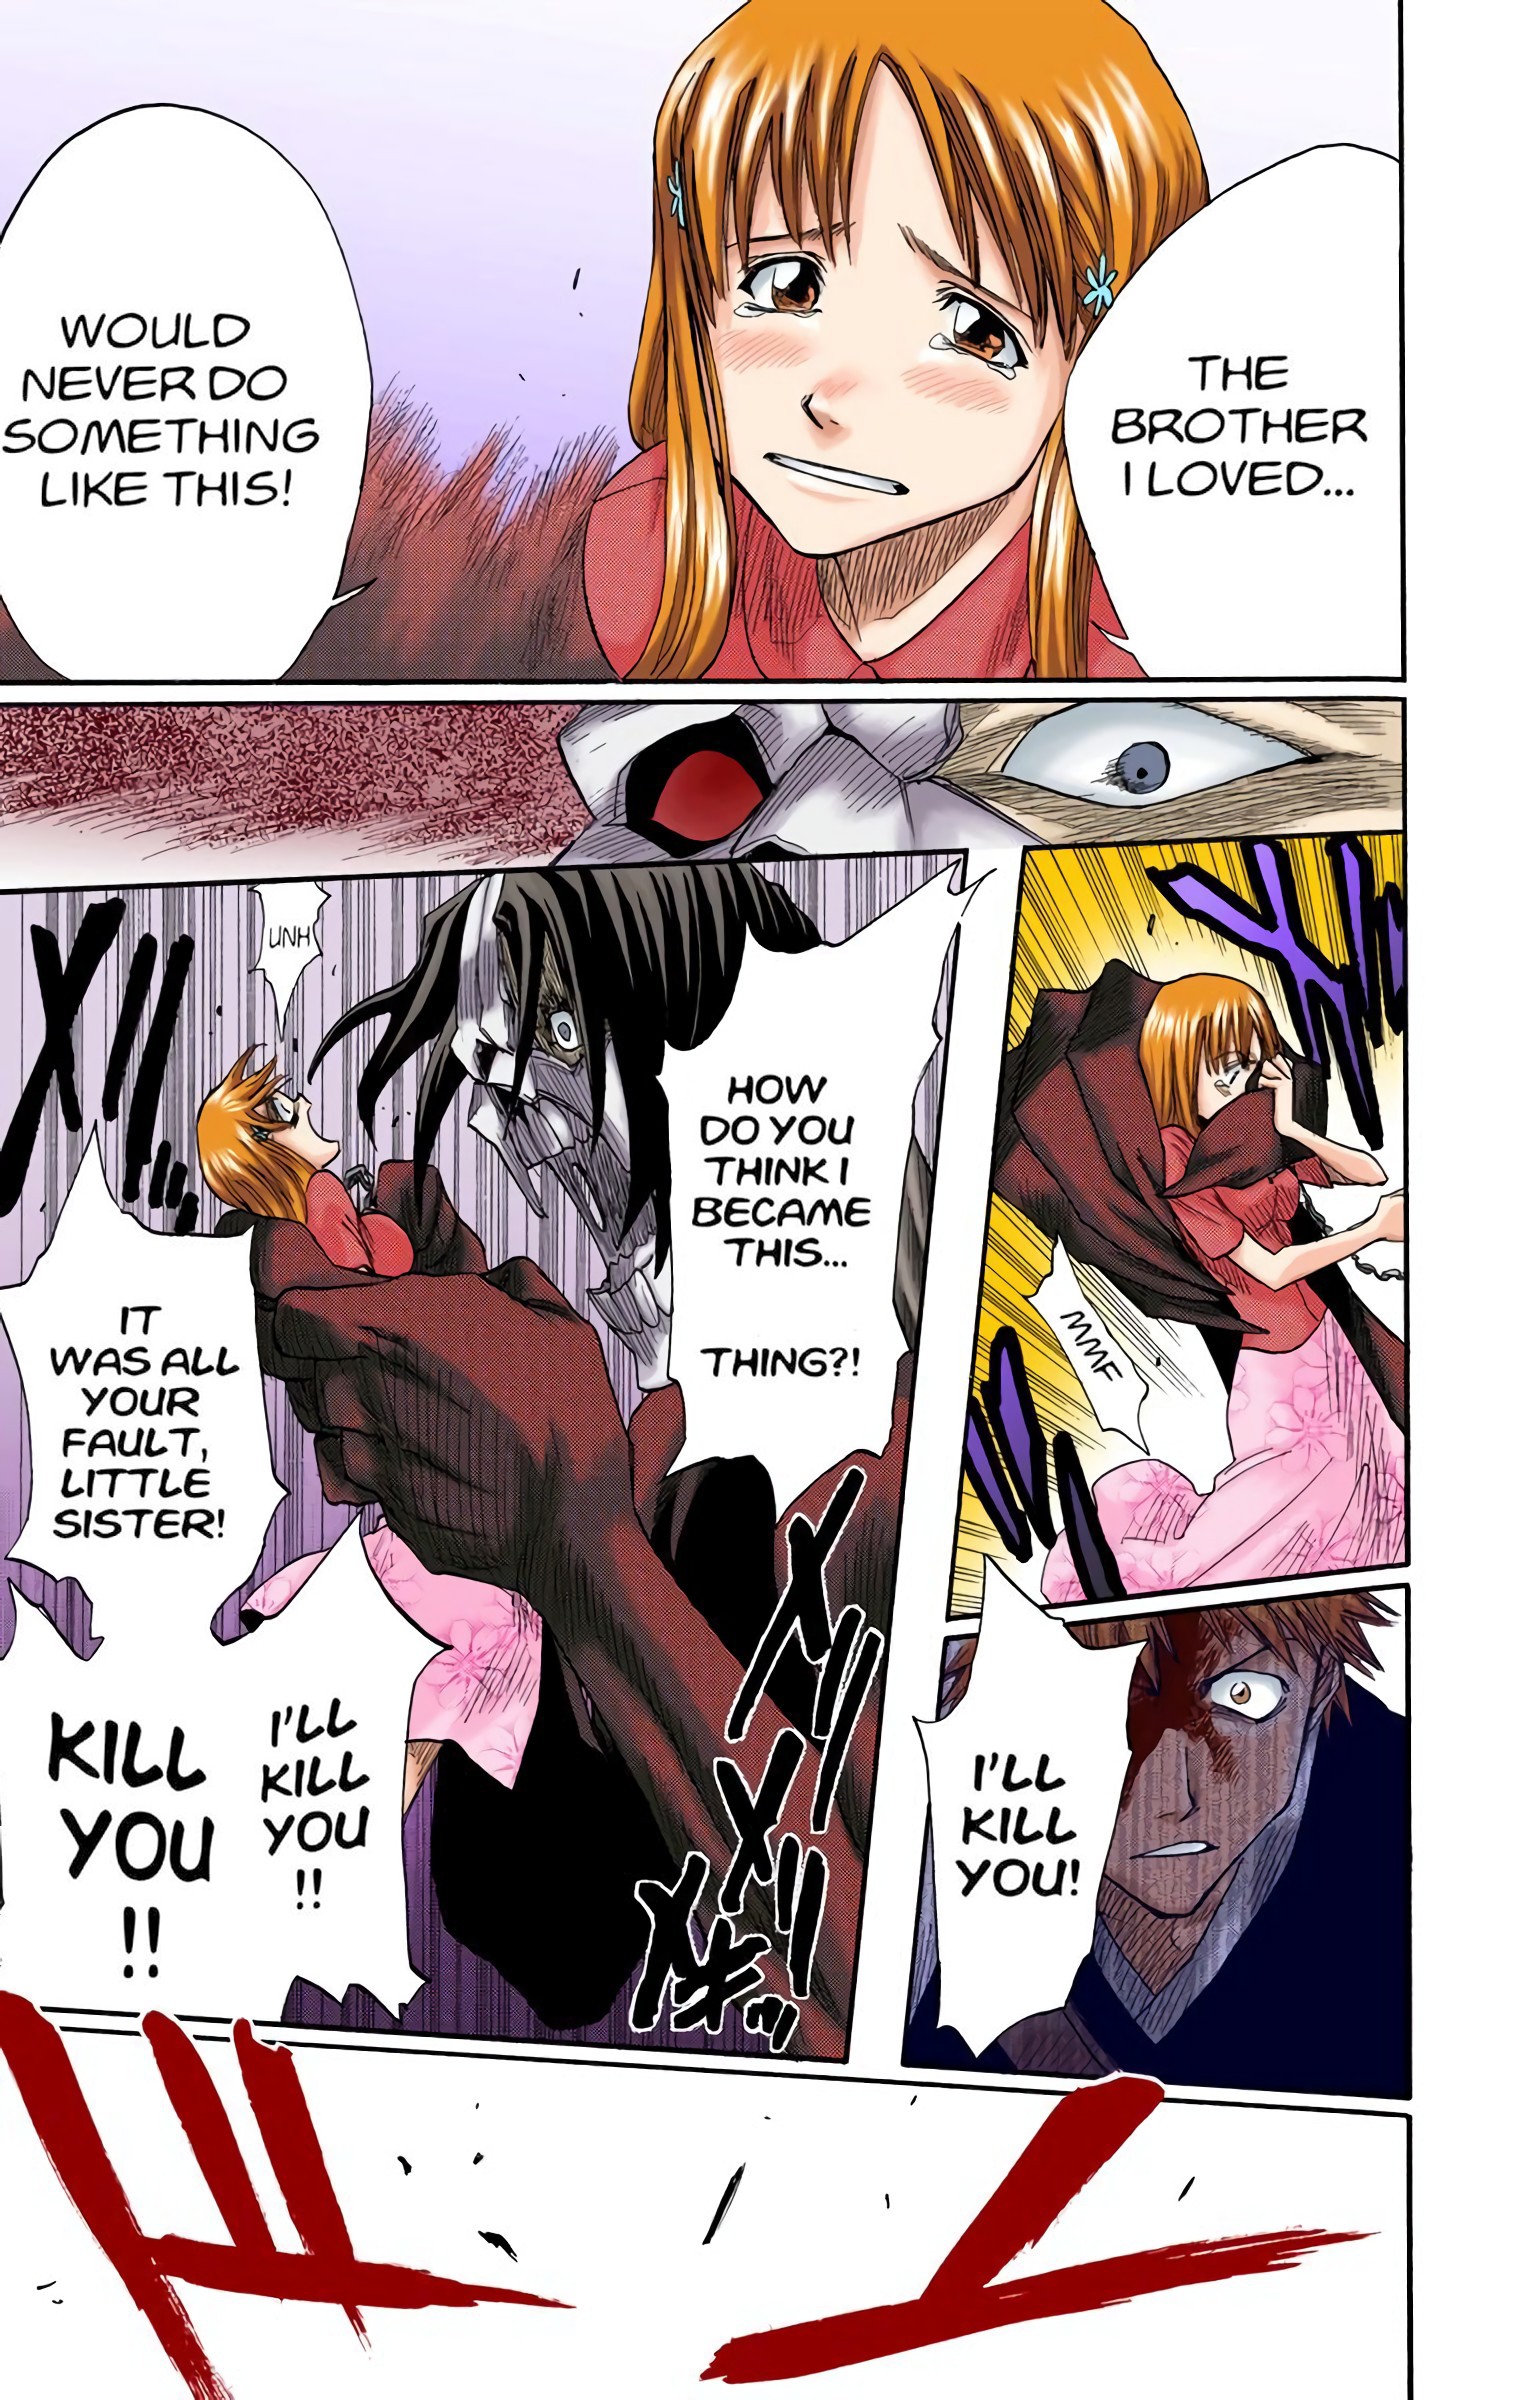 THE
BROTHER
I LOVED...
WOULD
NEVER DO
SOMETHING
LIKE THIS!
MMF
I'LL
KILL
YOU!
HOW
DO YOU
THINK I
BECAME
THIS...
THING?!
UNH
IT
WAS ALL
YOUR
FAULT,
LITTLE
SISTER!
I'LL
KILL
YOU
!!
KILL
YOU
!!